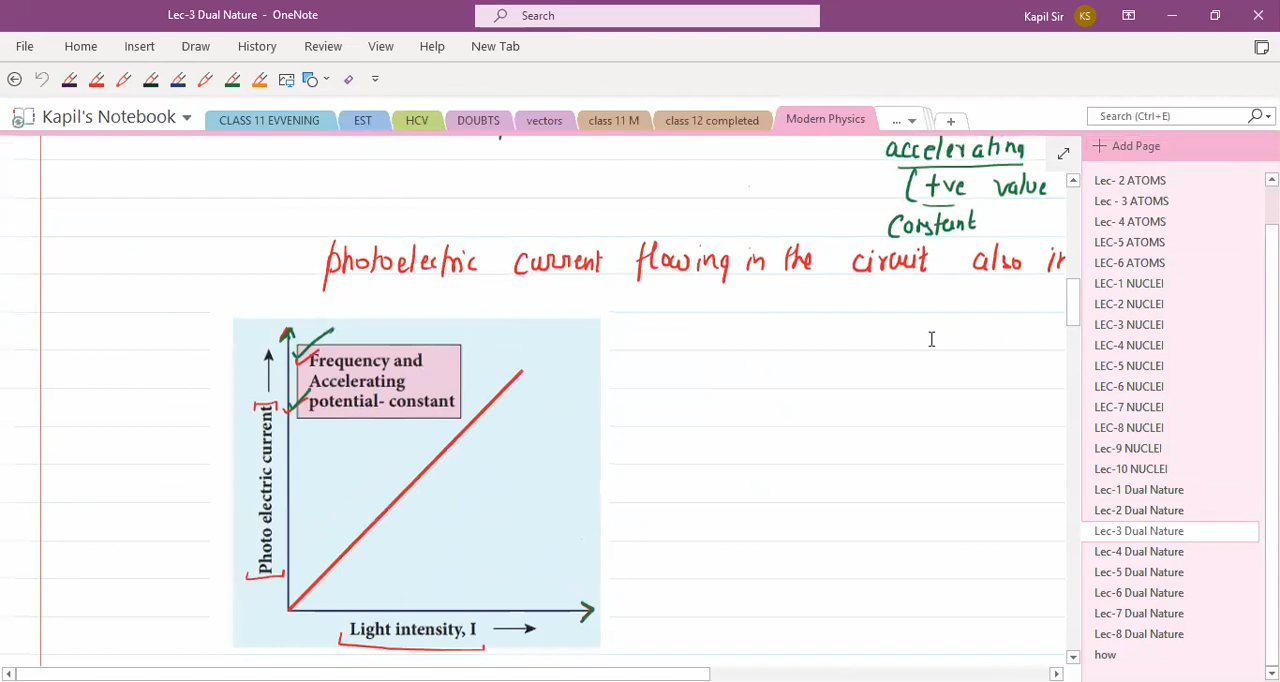 Lec-3 Dual Nature - OneNote
Search
Kapil Sir
KS
File Home Insert Draw History Review View Help New Tab
Kapil's Notebook
CLASS 11 EVVENING
EST
HCV
DOUBTS
vectors
class 11 M
class 12 completed
Modern Physics
...
Search (Ctrl+E)
accelerating
(+ve value
Constant
photoelectric current flowing in the circuit also in
Frequency and
Accelerating
potential- constant
Photo electric current
Light intensity, I
Add Page
Lec- 2 ATOMS
Lec - 3 ATOMS
Lec- 4 ATOMS
LEC-5 ATOMS
LEC-6 ATOMS
LEC-1 NUCLEI
LEC-2 NUCLEI
LEC-3 NUCLEI
LEC-4 NUCLEI
LEC-5 NUCLEI
LEC-6 NUCLEI
LEC-7 NUCLEI
LEC-8 NUCLEI
Lec-9 NUCLEI
Lec-10 NUCLEI
Lec-1 Dual Nature
Lec-2 Dual Nature
Lec-3 Dual Nature
Lec-4 Dual Nature
Lec-5 Dual Nature
Lec-6 Dual Nature
Lec-7 Dual Nature
Lec-8 Dual Nature
how